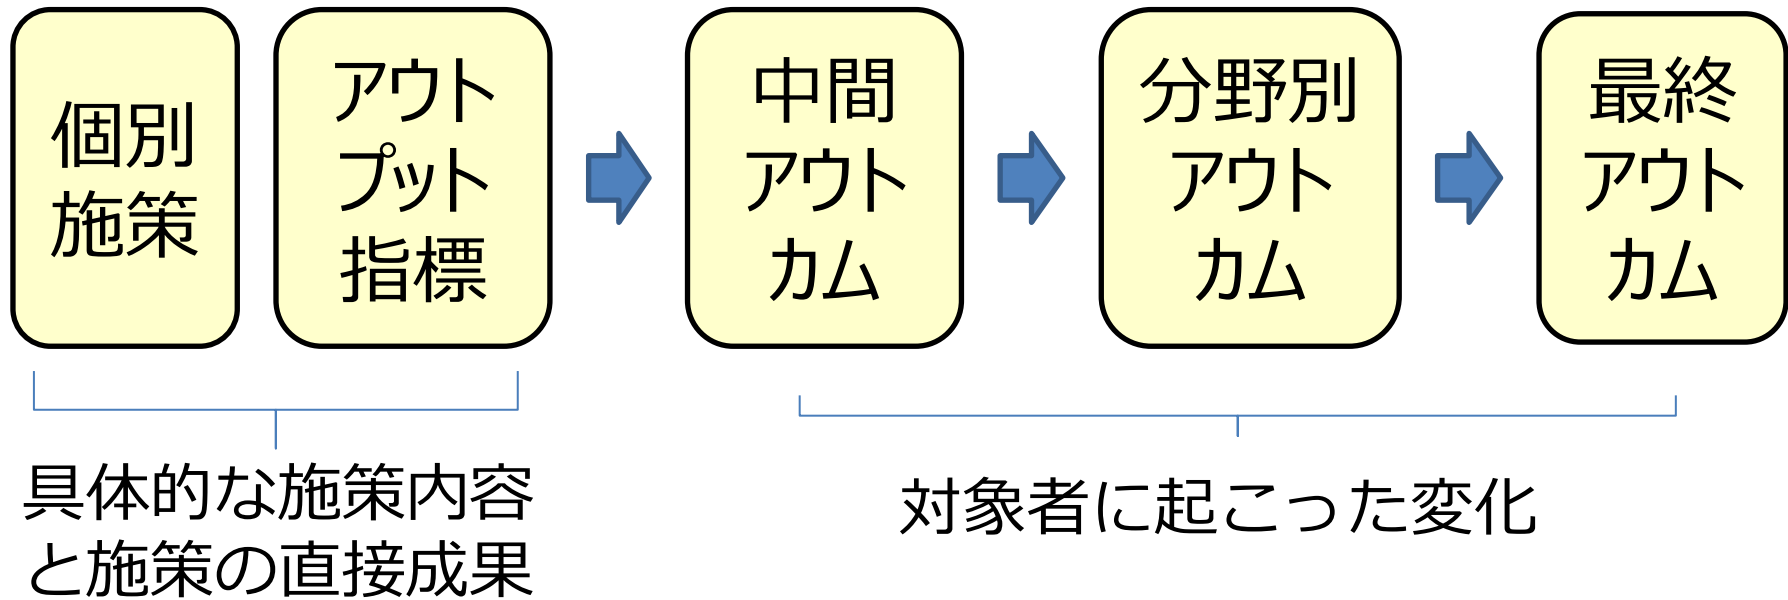 個別
施策
アウト
プット
指標
中間
アウト
カム
分野別
アウト
カム
最終
アウト
カム
具体的な施策内容
と施策の直接成果
対象者に起こった変化